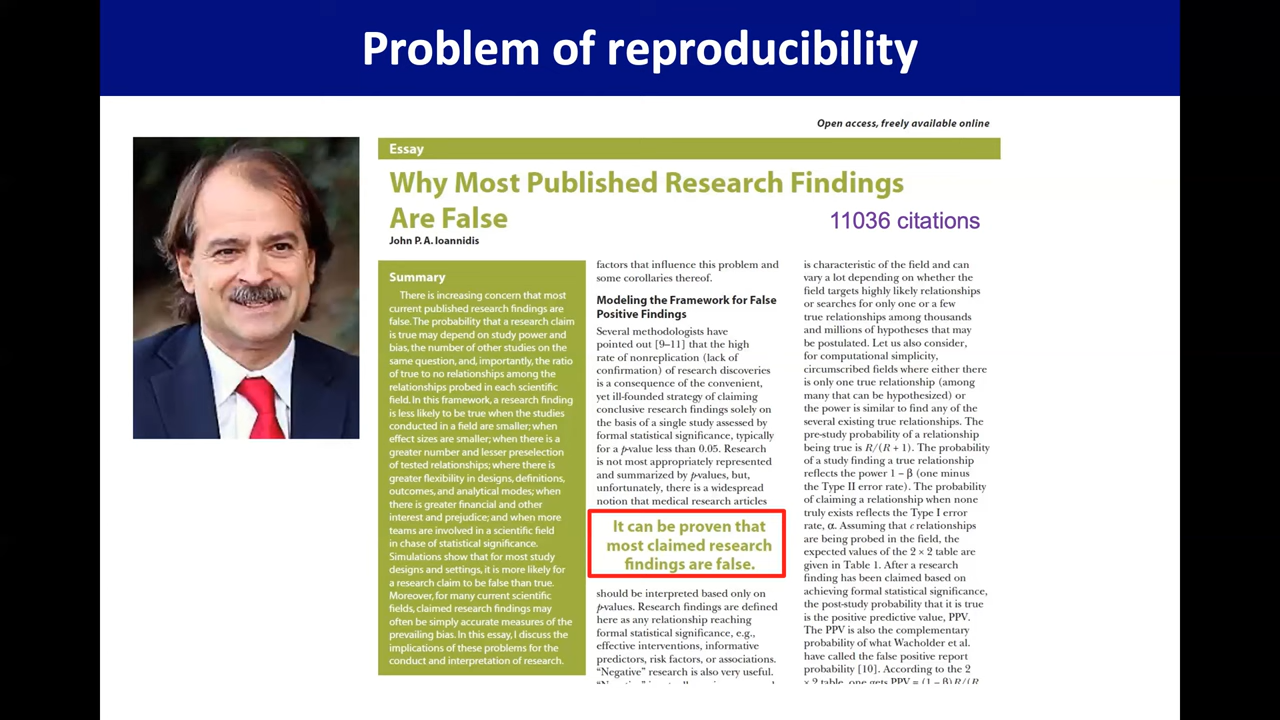 Problem of reproducibility
Open access, freely available online
Essay
Why Most Published Research Findings
Are False
11036 citations
John P. A. Ioannidis
Summary
There is increasing concern that most
current published research findings are
false. The probability that a research claim
is true may depend on study power and
bias, the number of other studies on the
same question, and, importantly, the ratio
of true to no relationships among the
relationships probed in each scientific
field. In this framework, a research finding
is less likely to be true when the studies
conducted in a field are smaller; when
effect sizes are smaller; when there is a
greater number and lesser preselection
of tested relationships; where there is
greater flexibility in designs, definitions,
outcomes, and analytical modes; when
there is greater financial and other
interest and prejudice; and when more
teams are involved in a scientific field
in chase of statistical significance.
Simulations show that for most study
designs and settings, it is more likely for
a research claim to be false than true.
Moreover, for many current scientific
fields, claimed research findings may
often be simply accurate measures of the
prevailing bias. In this essay, I discuss the
implications of these problems for the
conduct and interpretation of research.
factors that influence this problem and
some corollaries thereof.
Modeling the Framework for False
Positive Findings
Several methodologists have
pointed out [9–11] that the high
rate of nonreplication (lack of
confirmation) of research discoveries
is a consequence of the convenient,
yet ill-founded strategy of claiming
conclusive research findings solely on
the basis of a single study assessed by
formal statistical significance, typically
for a p-value less than 0.05. Research
is not most appropriately represented
and summarized by p-values, but,
unfortunately, there is a widespread
notion that medical research articles
It can be proven that
most claimed research
findings are false.
should be interpreted based only on
p-values. Research findings are defined
here as any relationship reaching
formal statistical significance, e.g.,
effective interventions, informative
predictors, risk factors, or associations.
“Negative” research is also very useful.
is characteristic of the field and can
vary a lot depending on whether the
field targets highly likely relationships
or searches for only one or a few
true relationships among thousands
and millions of hypotheses that may
be postulated. Let us also consider,
for computational simplicity,
circumscribed fields where either there
is only one true relationship (among
many that can be hypothesized) or
the power is similar to find any of the
several existing true relationships. The
pre-study probability of a relationship
being true is R/(R + 1). The probability
of a study finding a true relationship
reflects the power 1 − β (one minus
the Type II error rate). The probability
of claiming a relationship when none
truly exists reflects the Type I error
rate, α. Assuming that c relationships
are being probed in the field, the
expected values of the 2 × 2 table are
given in Table 1. After a research
finding has been claimed based on
achieving formal statistical significance,
the post-study probability that it is true
is the positive predictive value, PPV.
The PPV is also the complementary
probability of what Wacholder et al.
have called the false positive report
probability [10]. According to the 2
× 2 table, one gets PPV = (1 − β)R/(R